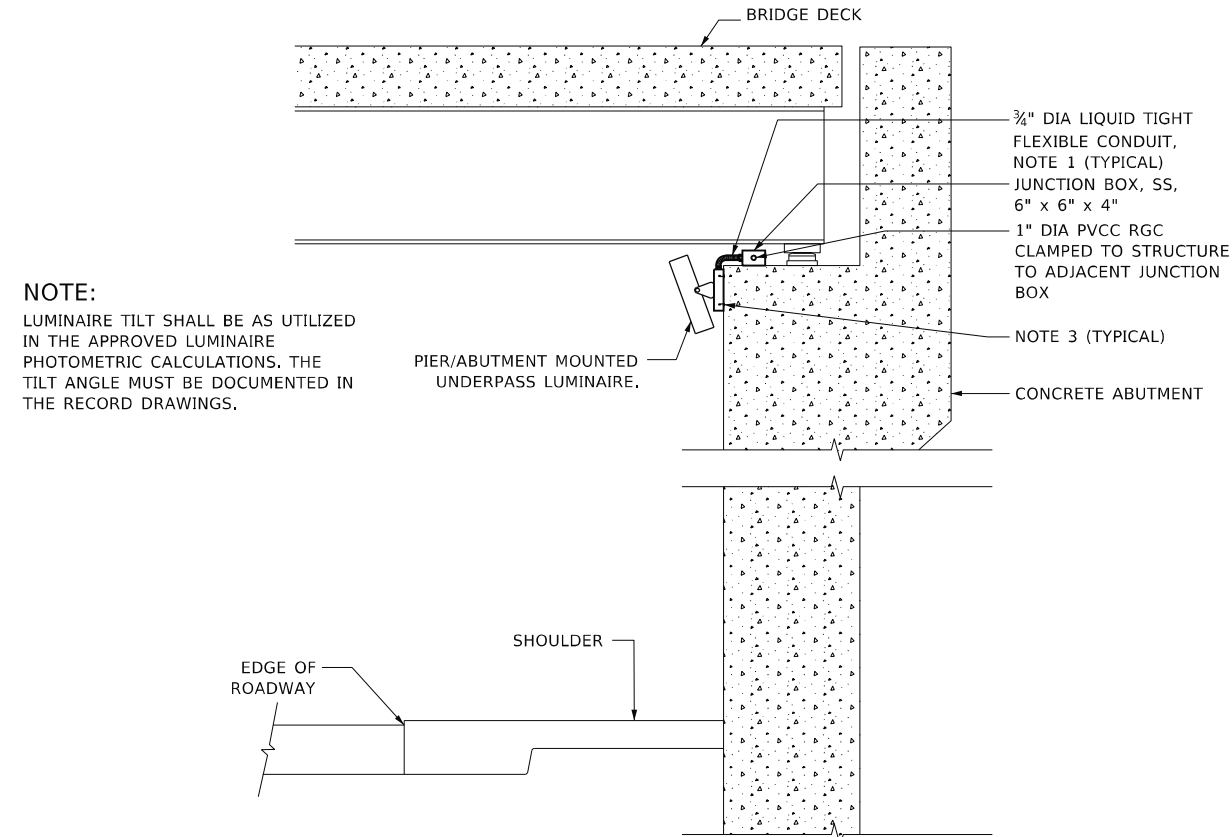 BRIDGE DECK
¾" DIA LIQUID TIGHT
FLEXIBLE CONDUIT,
NOTE 1 (TYPICAL)
JUNCTION BOX, SS,
6" x 6" x 4"
1" DIA PVCC RGC
CLAMPED TO STRUCTURE
TO ADJACENT JUNCTION
BOX
NOTE:
LUMINAIRE TILT SHALL BE AS UTILIZED
IN THE APPROVED LUMINAIRE
PHOTOMETRIC CALCULATIONS. THE
TILT ANGLE MUST BE DOCUMENTED IN
THE RECORD DRAWINGS.
NOTE 3 (TYPICAL)
PIER/ABUTMENT MOUNTED
UNDERPASS LUMINAIRE.
CONCRETE ABUTMENT
SHOULDER
EDGE OF
ROADWAY